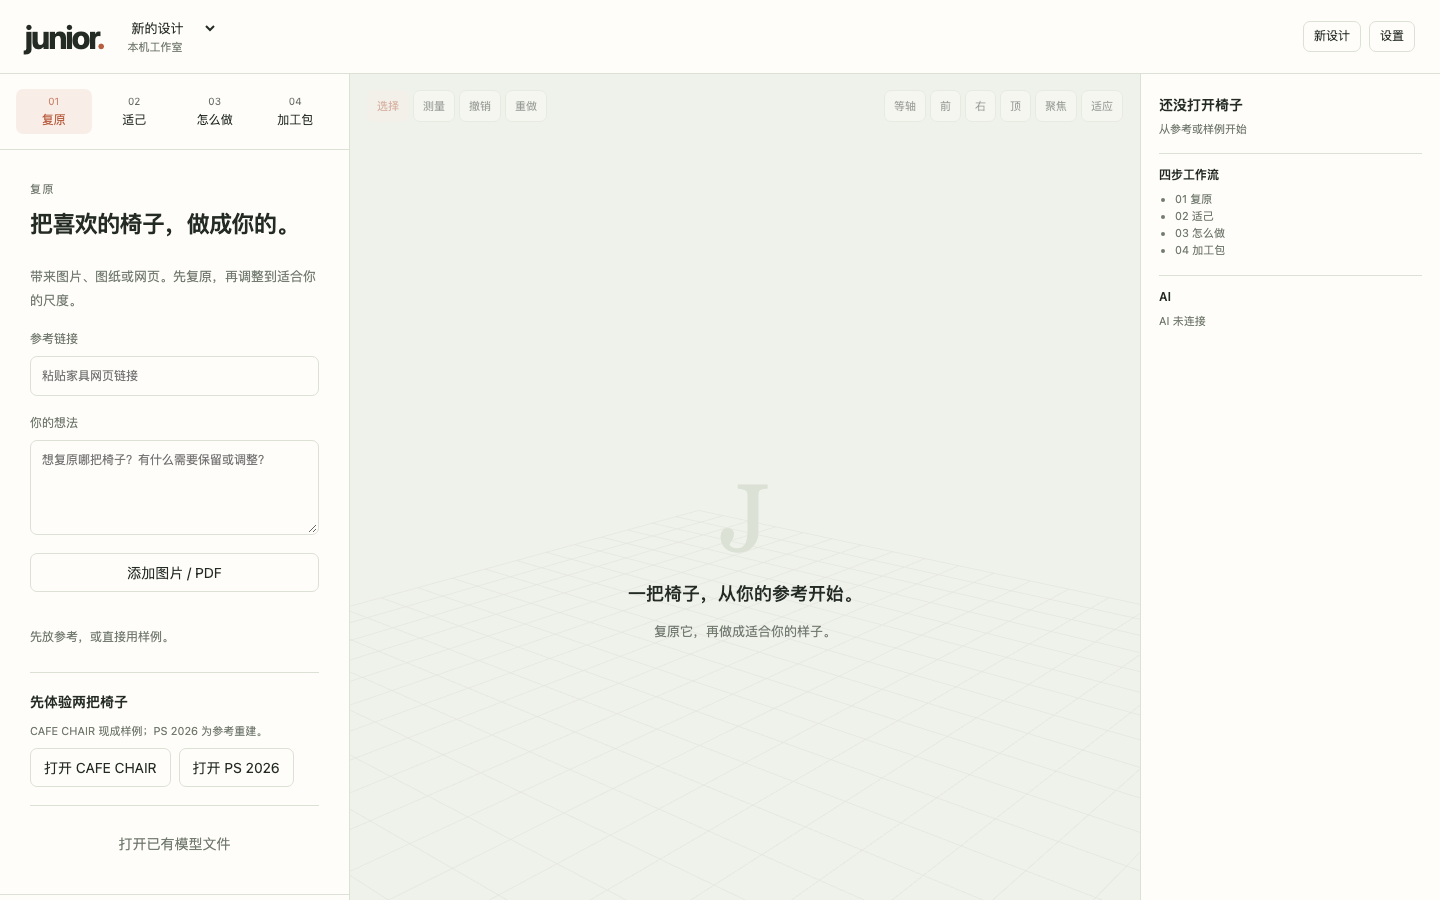 junior.
新的设计
本机工作室
新设计
设置
01
复原
02
适己
03
怎么做
04
加工包
复原
把喜欢的椅子，做成你的。
带来图片、图纸或网页。先复原，再调整到适合你
的尺度。
参考链接
粘贴家具网页链接
你的想法
想复原哪把椅子？有什么需要保留或调整？
添加图片 / PDF
先放参考，或直接用样例。
先体验两把椅子
CAFE CHAIR 现成样例；PS 2026 为参考重建。
打开 CAFE CHAIR
打开 PS 2026
打开已有模型文件
选择
测量
撤销
重做
等轴
前
右
顶
聚焦
适应
J
一把椅子，从你的参考开始。
复原它，再做成适合你的样子。
还没打开椅子
从参考或样例开始
四步工作流
01 复原
02 适己
03 怎么做
04 加工包
AI
AI 未连接